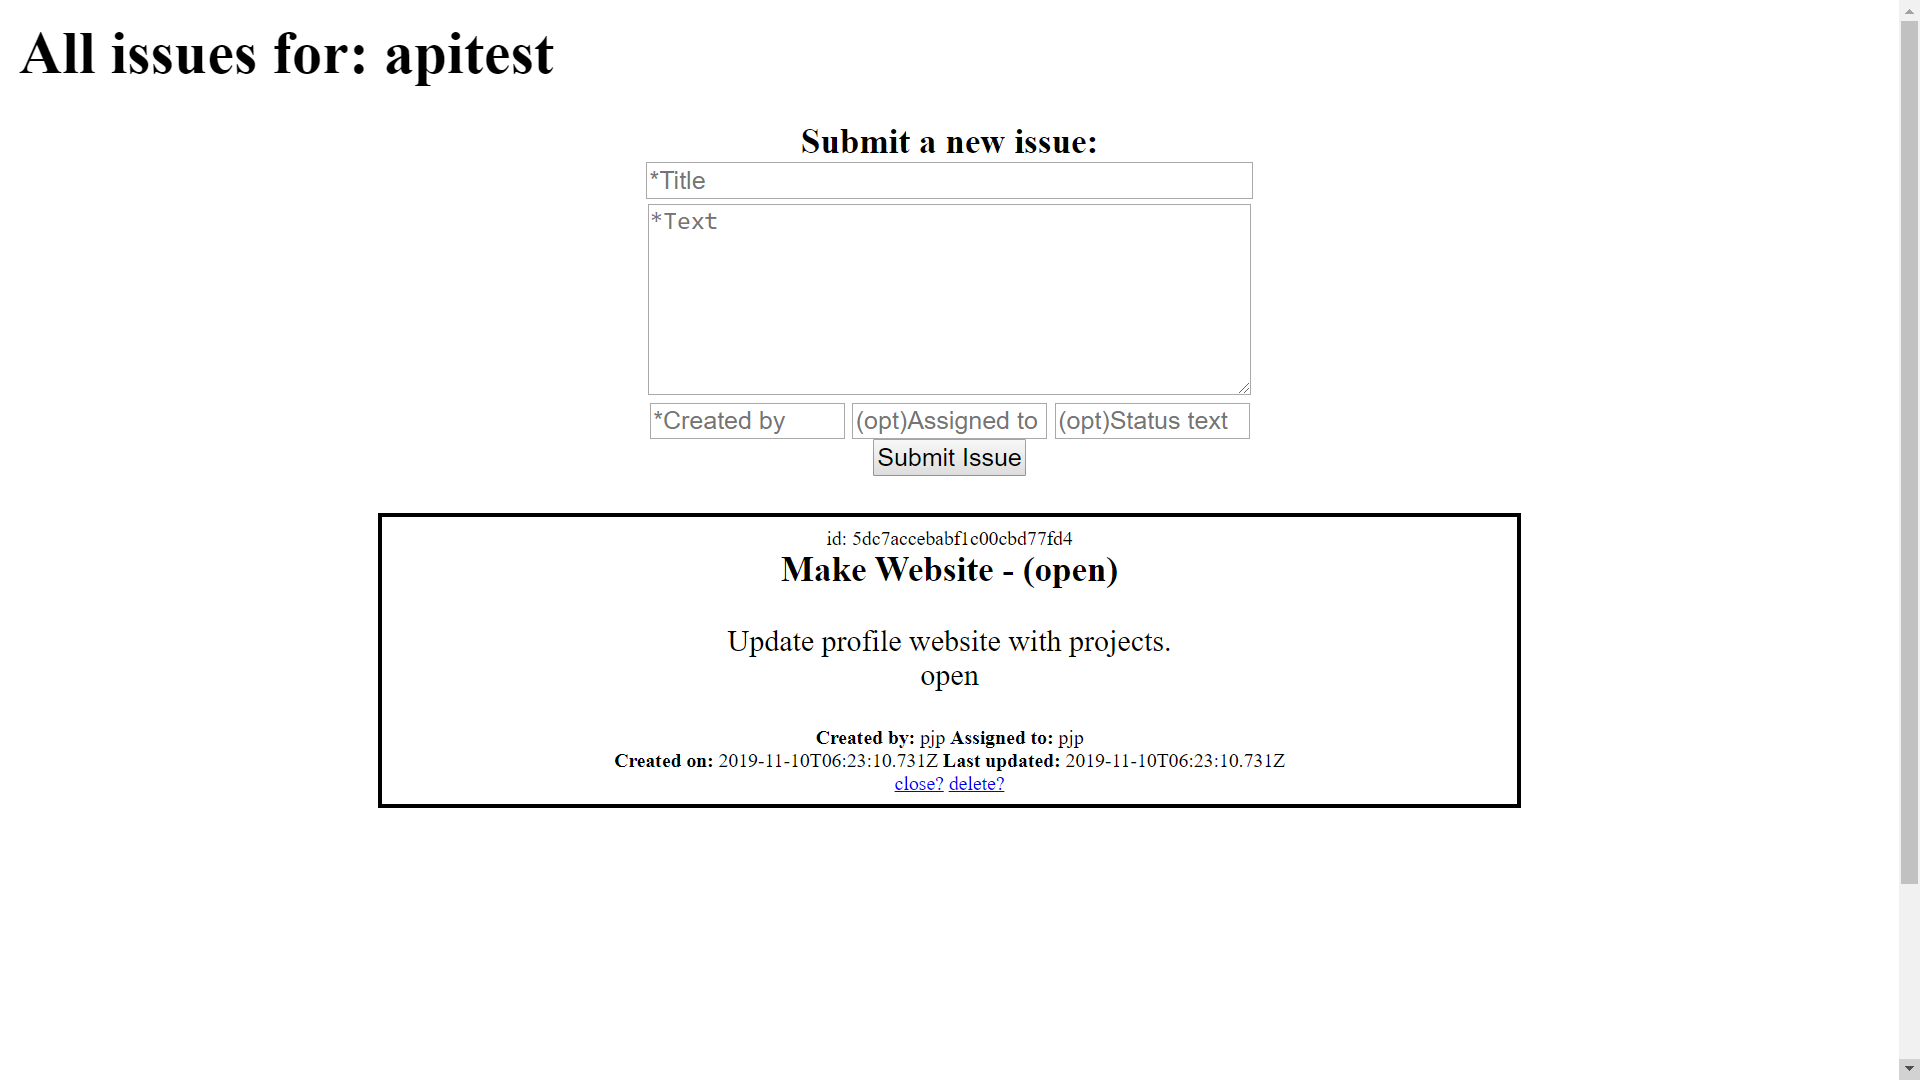 All issues for: apitest
Submit a new issue:
*Title
*Text
*Created by (opt)Assigned to (opt)Status text
Submit Issue
id: 5dc7accebabf1c00cbd77fd4
Make Website - (open)
Update profile website with projects.
open
Created by: pjp Assigned to: pjp
Created on: 2019-11-10T06:23:10.731Z Last updated: 2019-11-10T06:23:10.731Z
close? delete?